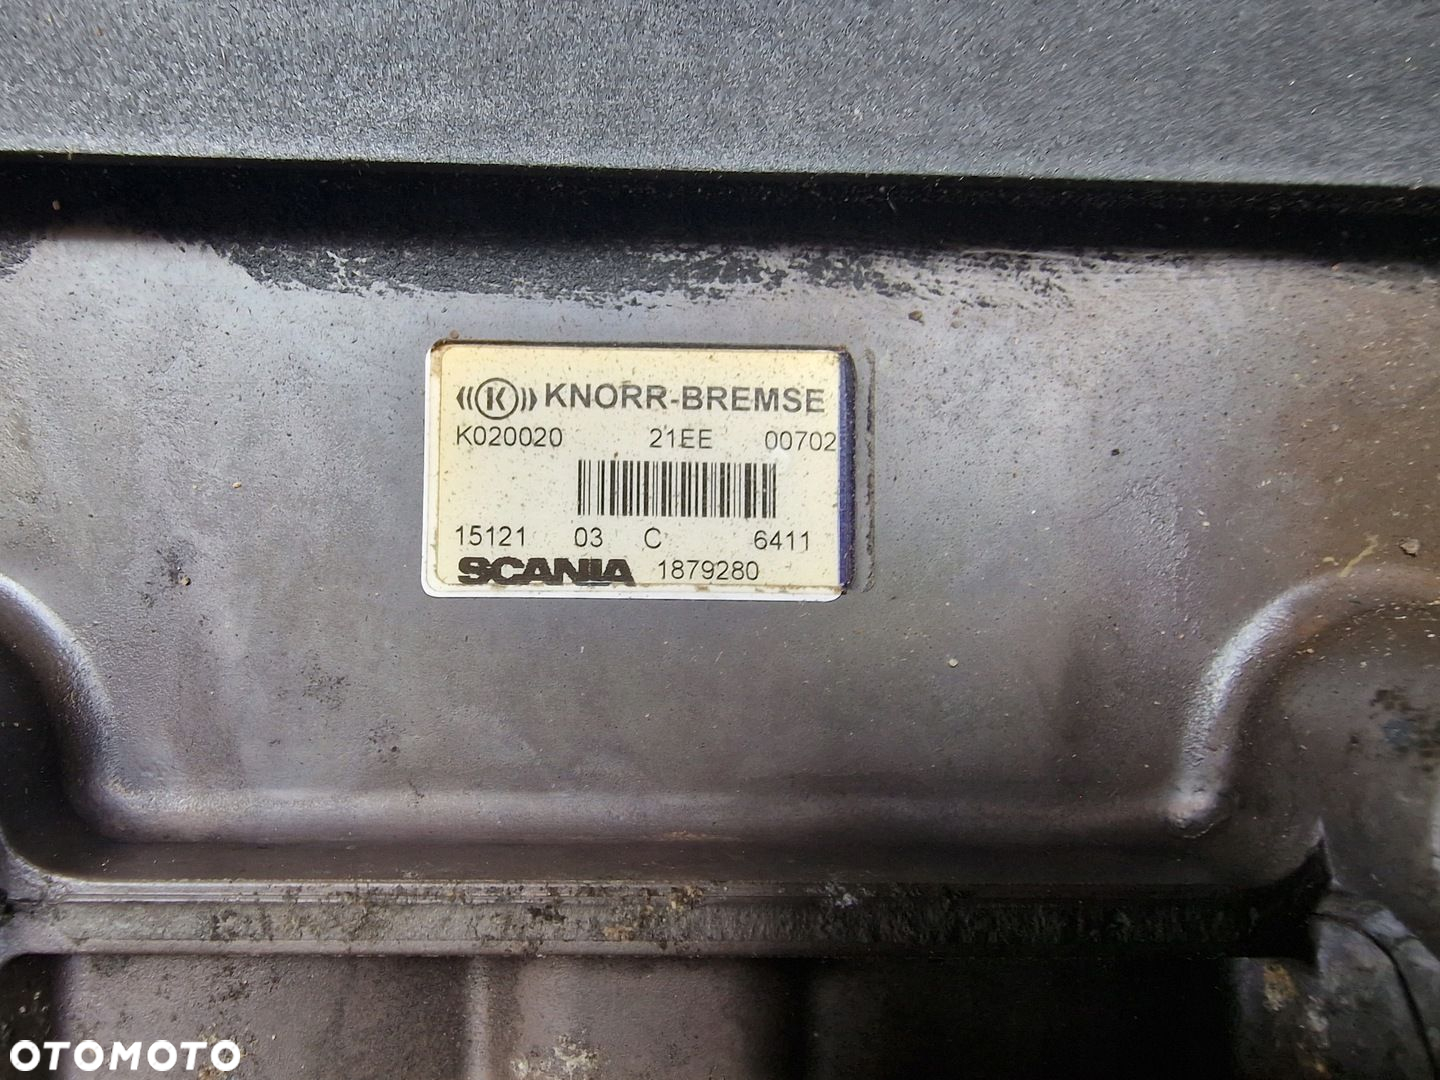 K KNORR-BREMSE
K020020 21EE 00702
15121 03 C 6411
SCANIA 1879280
OTOMOTO